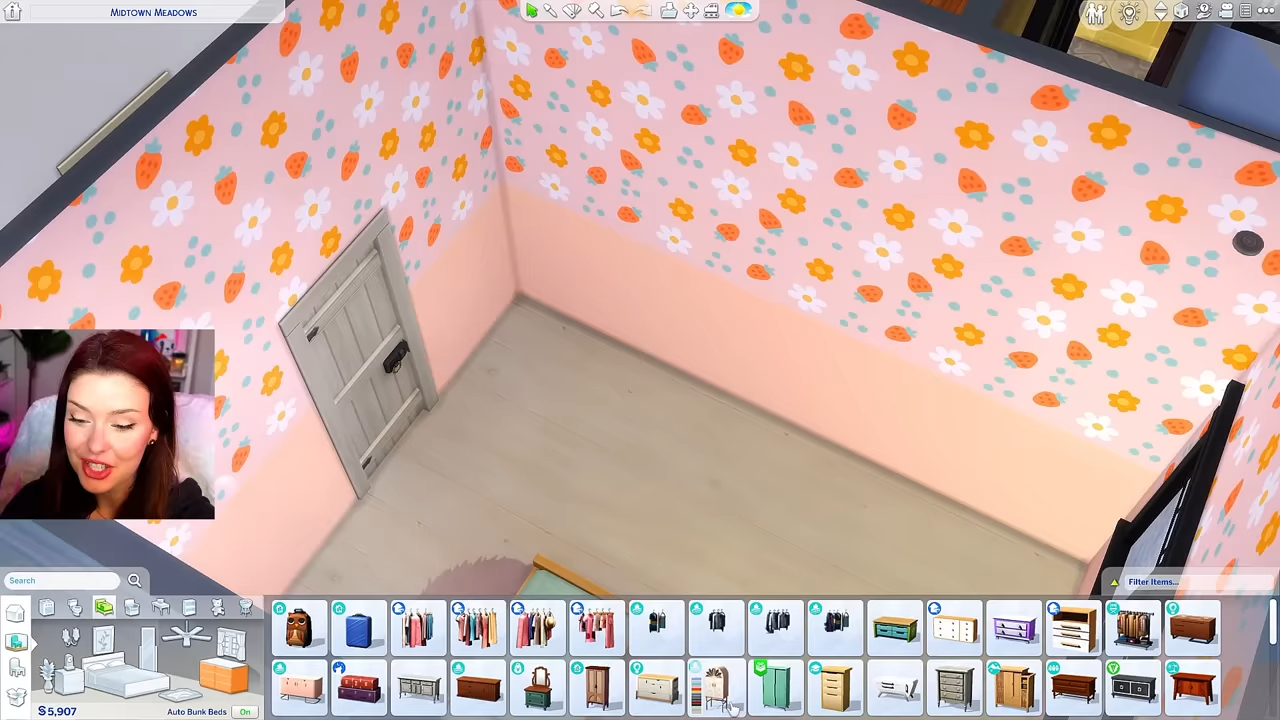 MIDTOWN MEADOWS
Search
Filter Items...
$5,907
Auto Bunk Beds
On